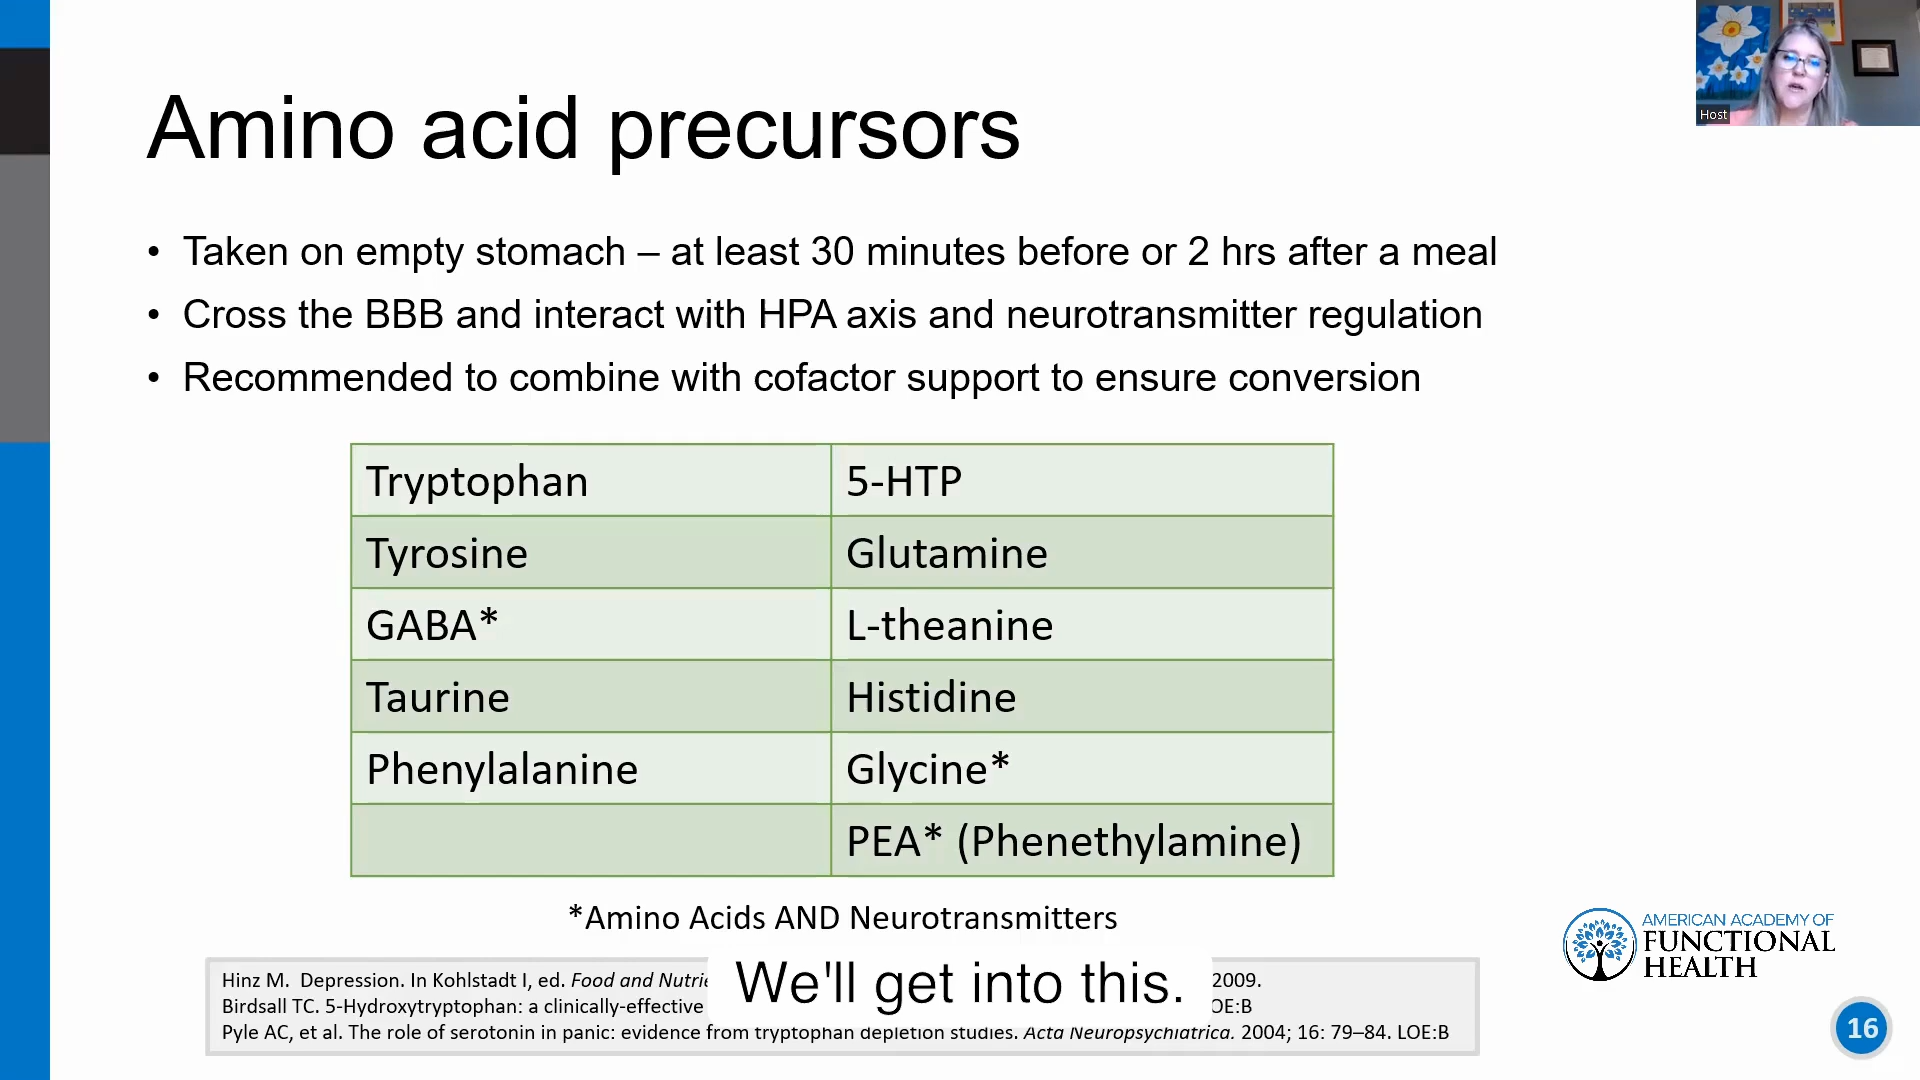 Host
Amino acid precursors
• Taken on empty stomach – at least 30 minutes before or 2 hrs after a meal
• Cross the BBB and interact with HPA axis and neurotransmitter regulation
• Recommended to combine with cofactor support to ensure conversion
Tryptophan 5-HTP
Tyrosine Glutamine
GABA* L-theanine
Taurine Histidine
Phenylalanine Glycine*
PEA* (Phenethylamine)
*Amino Acids AND Neurotransmitters
AMERICAN ACADEMY OF
FUNCTIONAL
HEALTH
Hinz M. Depression. In Kohlstadt I, ed. Food and 2009.
Birdsall TC. 5-Hydroxytryptophan: a clinically-effective
Pyle AC, et al. The role of serotonin in panic: evidence from tryptophan depletion studies. Acta Neuropsychiatrica. 2004; 16: 79–84. LOE:B
We'll get into this.
16